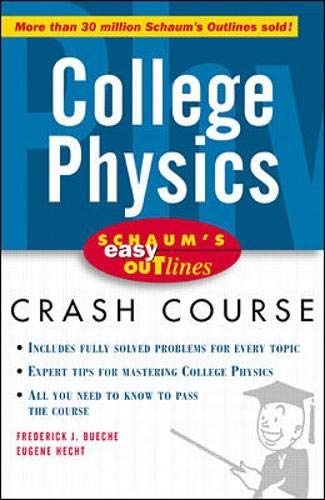 More than 30 million Schaum's Outlines sold!
Phy
College
Physics
SCHAUM'S
easy
OUTlines
CRASH COURSE
• INCLUDES FULLY SOLVED PROBLEMS FOR EVERY TOPIC
• EXPERT TIPS FOR MASTERING COLLEGE PHYSICS
• ALL YOU NEED TO KNOW TO PASS
THE COURSE
FREDERICK J. BUECHE
EUGENE HECHT